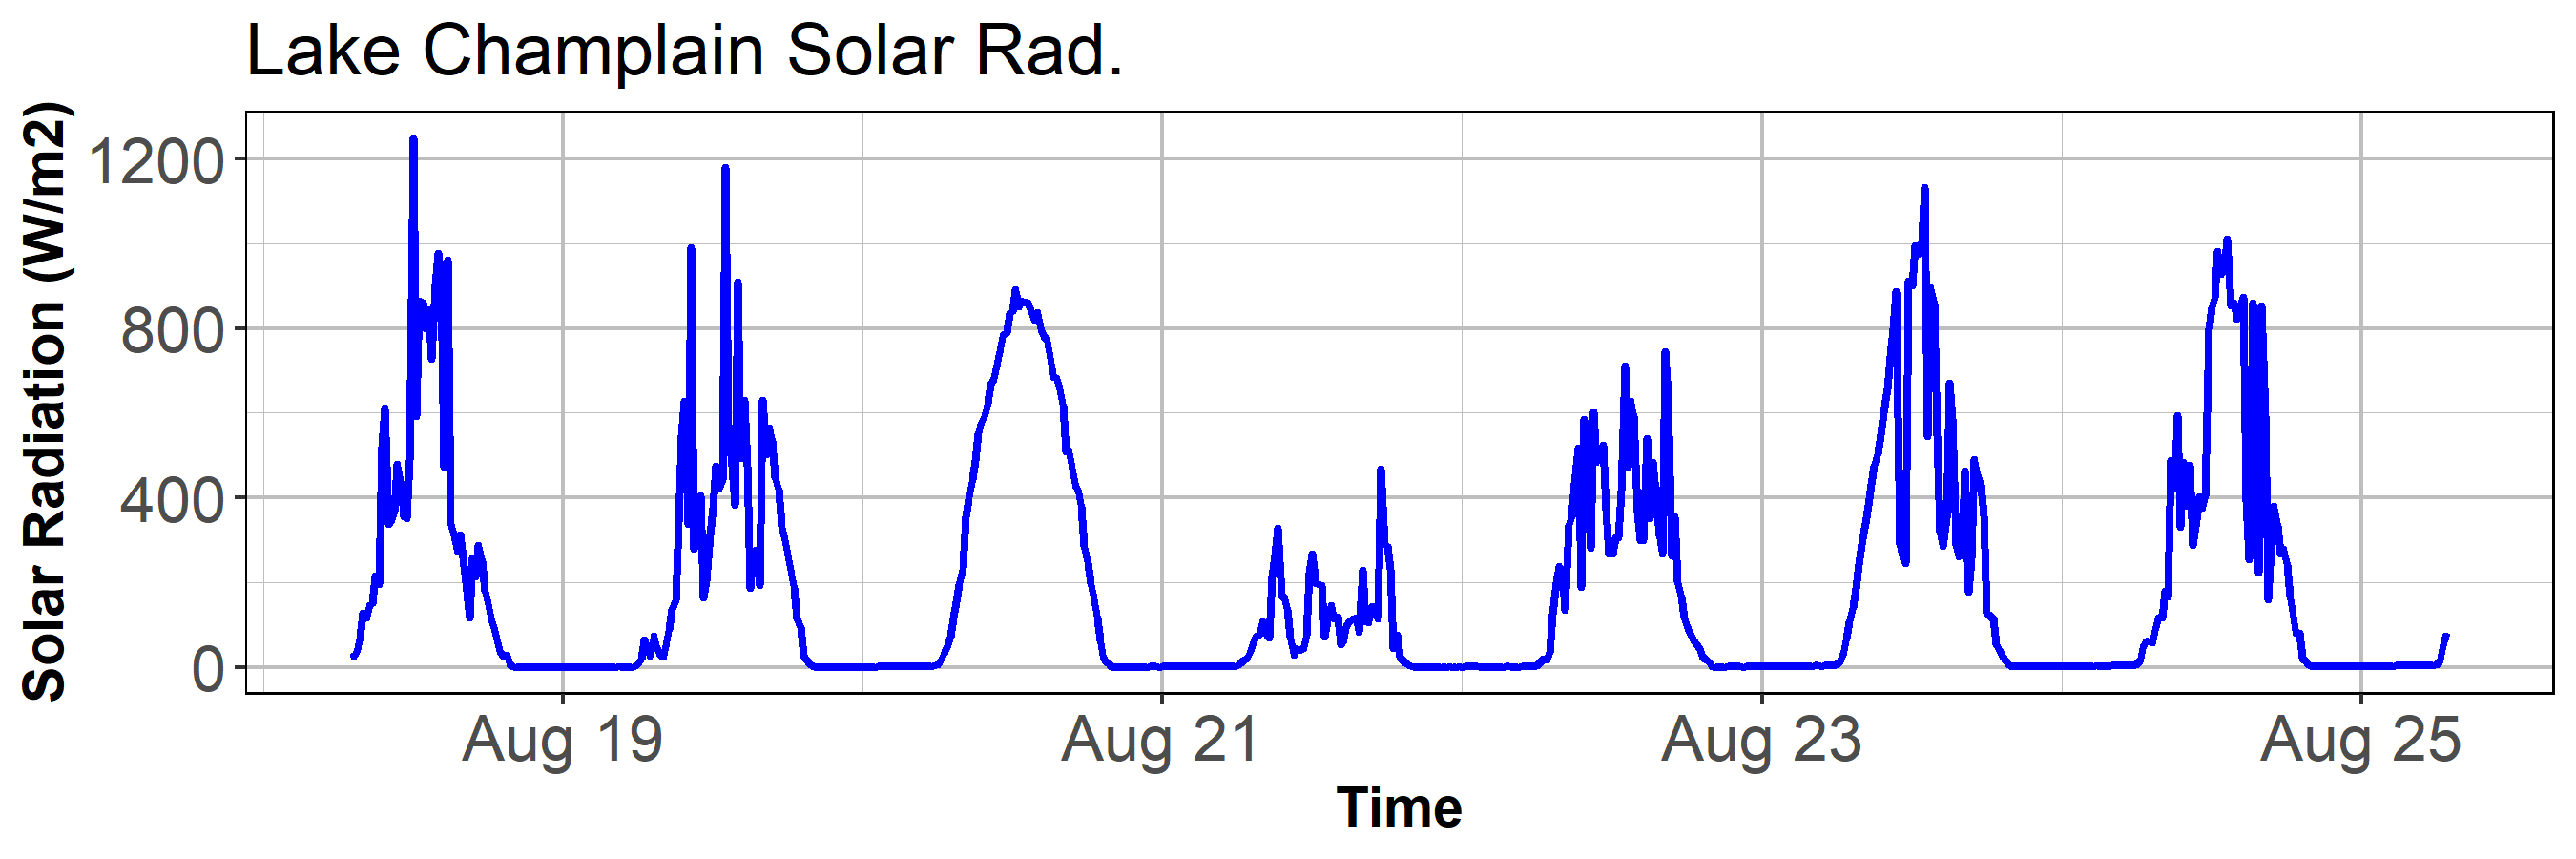 Lake Champlain Solar Rad.
Solar Radiation (W/m2)
1200
800
400
0
Aug 19
Aug 21
Aug 23
Aug 25
Time